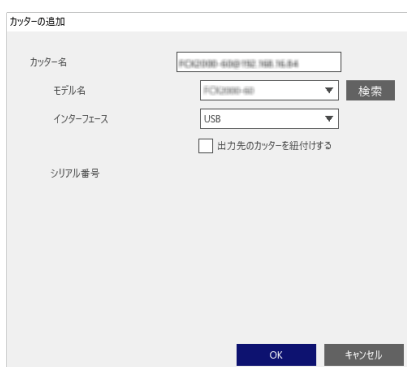 カッターの追加
カッター名
モデル名
検索
インターフェース
USB
出力先のカッターを紐付けする
シリアル番号
OK
キャンセル